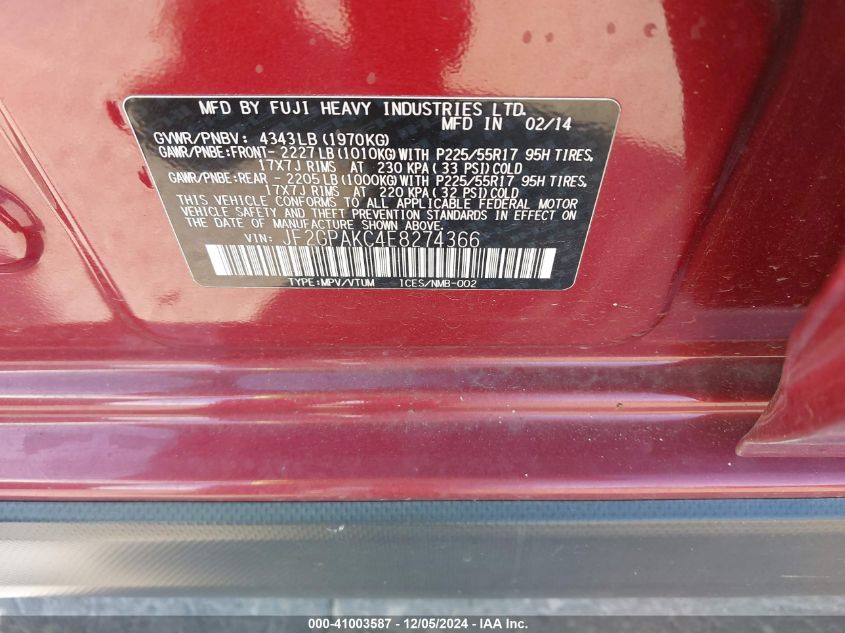 MFD BY FUJI HEAVY INDUSTRIES LTD.
MFD IN 02/14
GVWR/PNBV: 4343LB (1970KG)
GAWR/PNBE:FRONT- 2227LB (1010KG) WITH P225/55R17 95H TIRES,
17X7J RIMS AT 230 KPA (33 PSI) COLD
GAWR/PNBE:REAR - 2205LB (1000KG) WITH P225/55R17 95H TIRES,
17X7J RIMS AT 220 KPA (32 PSI) COLD
THIS VEHICLE CONFORMS TO ALL APPLICABLE FEDERAL MOTOR
VEHICLE SAFETY AND THEFT PREVENTION STANDARDS IN EFFECT ON
THE DATE OF MANUFACTURE SHOWN ABOVE.
VIN: JF2GPAKC4E8274366
TYPE:MPV/VTUM ICES/NMB-002
000-41003587 - 12/05/2024 - IAA Inc.